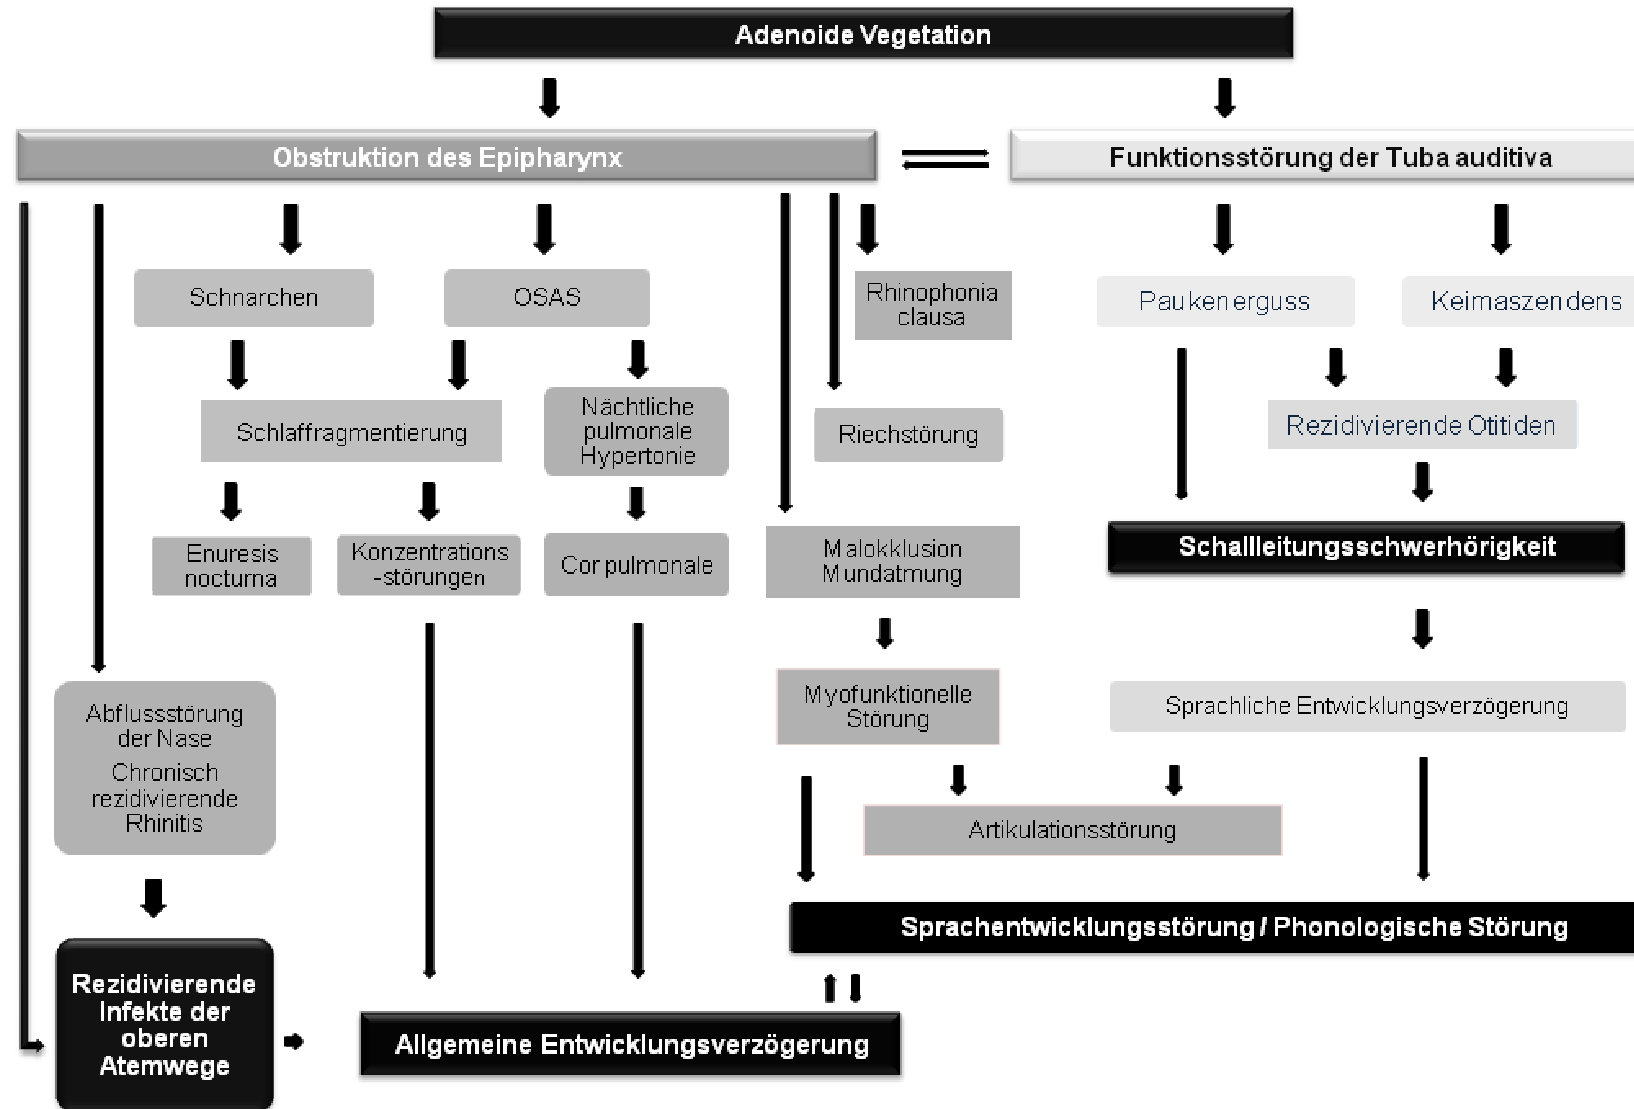 Adenoide Vegetation
Obstruktion des Epipharynx
Funktionsstörung der Tuba auditiva
Schnarchen
OSAS
Rhinophonia
clausa
Paukenerguss
Keimaszendens
Schlaffragmentierung
Nächtliche
pulmonale
Hypertonie
Riechstörung
Rezidivierende Otitiden
Enuresis
nocturna
Konzentrations
-störungen
Cor pulmonale
Malokklusion
Mundatmung
Schallleitungsschwerhörigkeit
Abflussstörung
der Nase
Chronisch
rezidivierende
Rhinitis
Myofunktionelle
Störung
Sprachliche Entwicklungsverzögerung
Artikulationsstörung
Sprachentwicklungsstörung / Phonologische Störung
Rezidivierende
Infekte der
oberen
Atemwege
Allgemeine Entwicklungsverzögerung